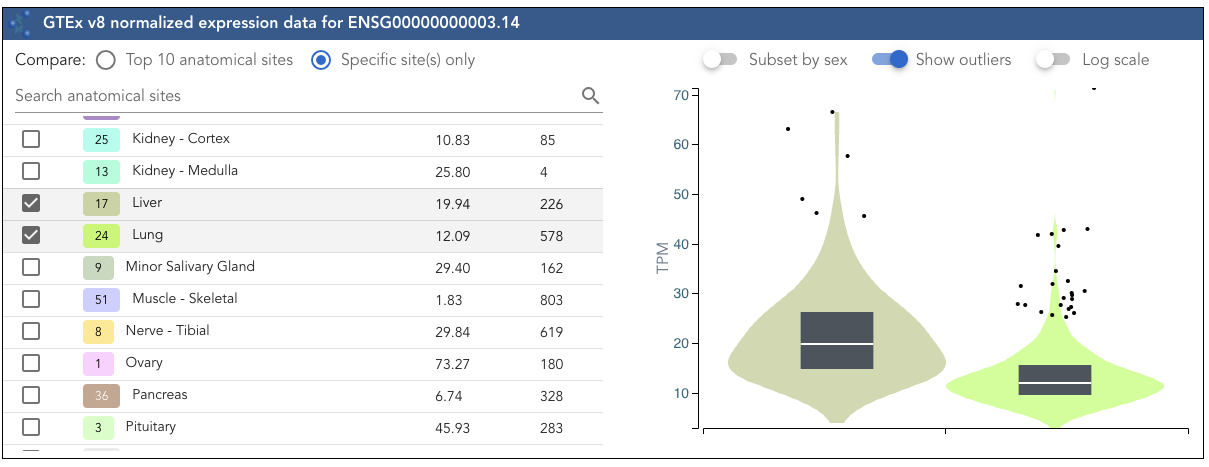 GTEx v8 normalized expression data for ENSG00000000003.14
Compare: Top 10 anatomical sites Specific site(s) only
Subset by sex Show outliers Log scale
Search anatomical sites
25 Kidney - Cortex 10.83 85
13 Kidney - Medulla 25.80 4
17 Liver 19.94 226
24 Lung 12.09 578
9 Minor Salivary Gland 29.40 162
51 Muscle - Skeletal 1.83 803
8 Nerve - Tibial 29.84 619
1 Ovary 73.27 180
36 Pancreas 6.74 328
3 Pituitary 45.93 283
TPM
70
60
50
40
30
20
10